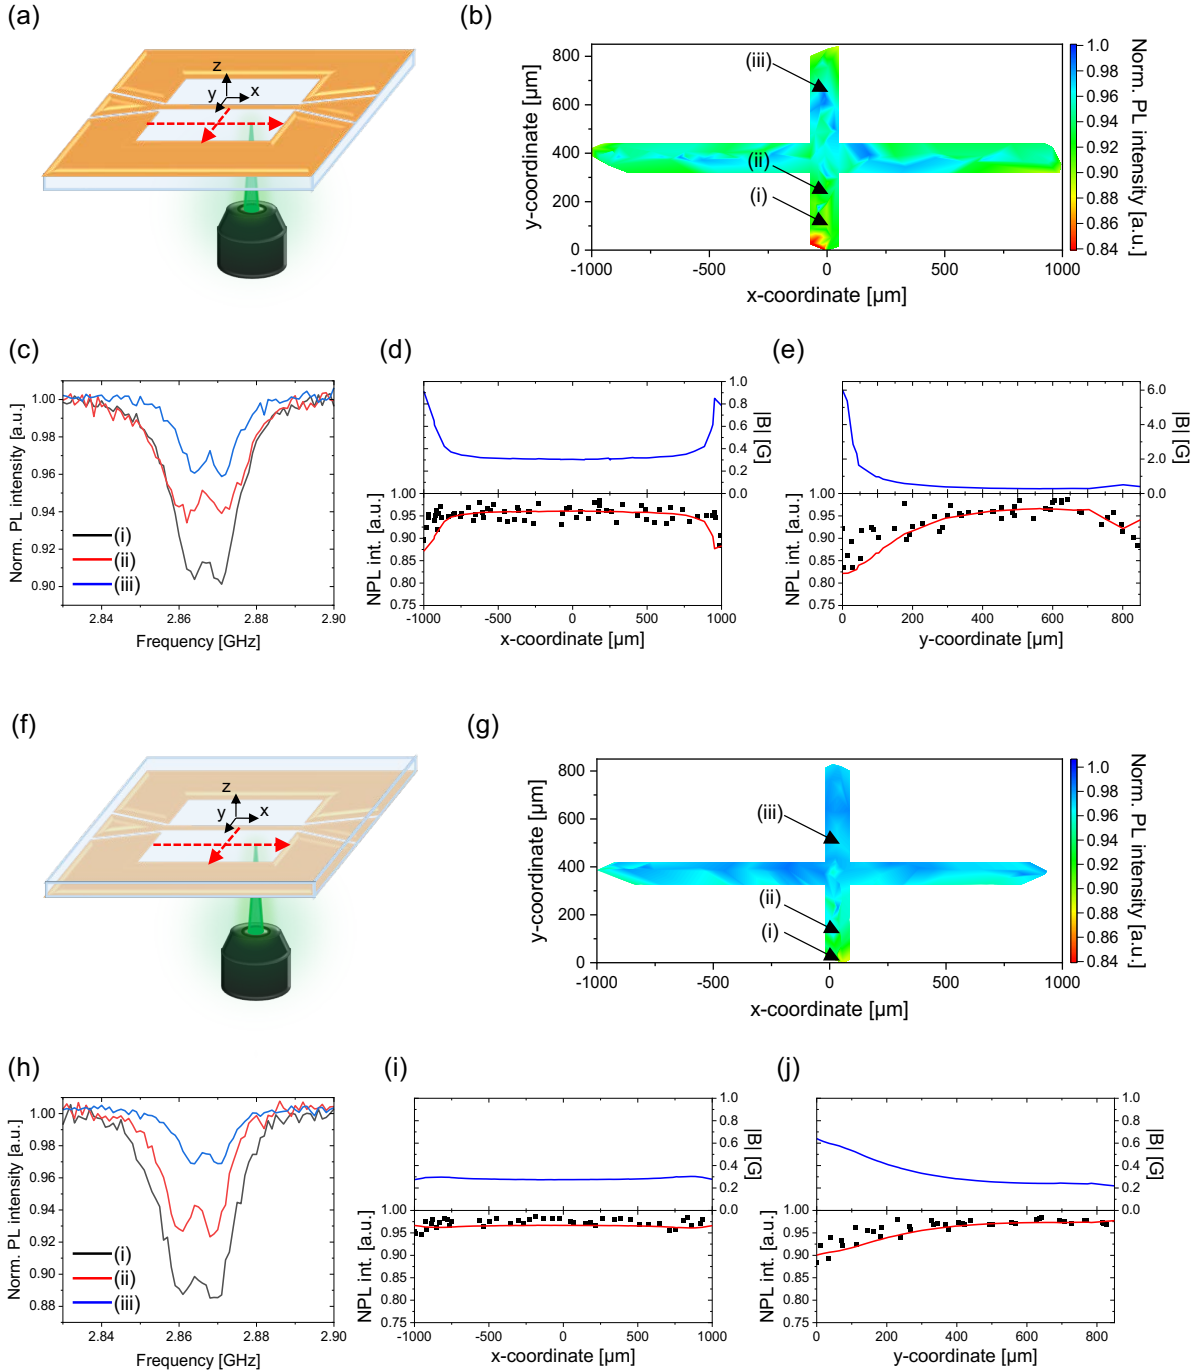 (a)
z
y
x
(b)
y-coordinate [µm]
800
600
400
200
0
(iii)
(ii)
(i)
-1000
-500
0
500
1000
x-coordinate [µm]
1.0
0.98
0.96
0.94
0.92
0.90
0.88
0.86
0.84
Norm. PL intensity [a.u.]
(c)
Norm. PL intensity [a.u.]
1.00
0.98
0.96
0.94
0.92
0.90
(i)
(ii)
(iii)
2.84
2.86
2.88
2.90
Frequency [GHz]
(d)
1.0
0.8
0.6
0.4
0.2
0.0
|B| [G]
NPL int. [a.u.]
1.00
0.95
0.90
0.85
0.80
0.75
-1000
-500
0
500
1000
x-coordinate [µm]
(e)
6.0
4.0
2.0
0.0
|B| [G]
NPL int. [a.u.]
1.00
0.95
0.90
0.85
0.80
0.75
0
200
400
600
800
y-coordinate [µm]
(f)
z
y
x
(g)
y-coordinate [µm]
800
600
400
200
0
(iii)
(ii)
(i)
-1000
-500
0
500
1000
x-coordinate [µm]
1.0
0.98
0.96
0.94
0.92
0.90
0.88
0.86
0.84
Norm. PL intensity [a.u.]
(h)
Norm. PL intensity [a.u.]
1.00
0.98
0.96
0.94
0.92
0.90
0.88
(i)
(ii)
(iii)
2.84
2.86
2.88
2.90
Frequency [GHz]
(i)
1.0
0.8
0.6
0.4
0.2
0.0
|B| [G]
NPL int. [a.u.]
1.00
0.95
0.90
0.85
0.80
0.75
-1000
-500
0
500
1000
x-coordinate [µm]
(j)
1.0
0.8
0.6
0.4
0.2
0.0
|B| [G]
NPL int. [a.u.]
1.00
0.95
0.90
0.85
0.80
0.75
0
200
400
600
800
y-coordinate [µm]